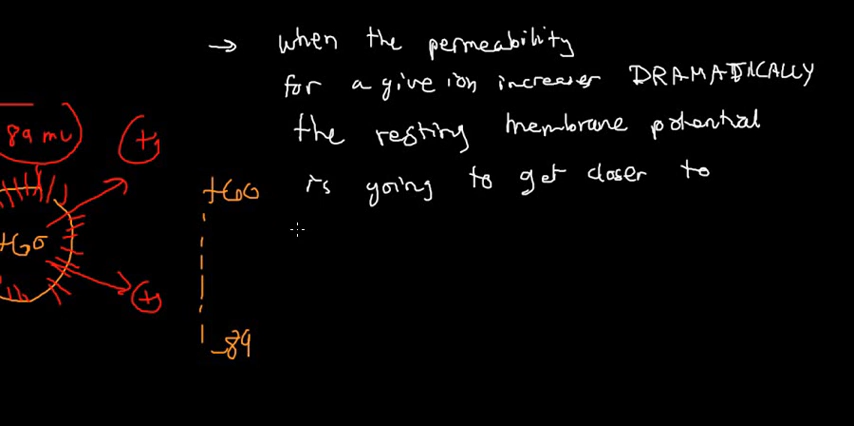 → when the permeability
for a give ion increases DRAMATICALLY
the resting membrane potential
is going to get closer to
89 mv
+
+60
+60
+
-89